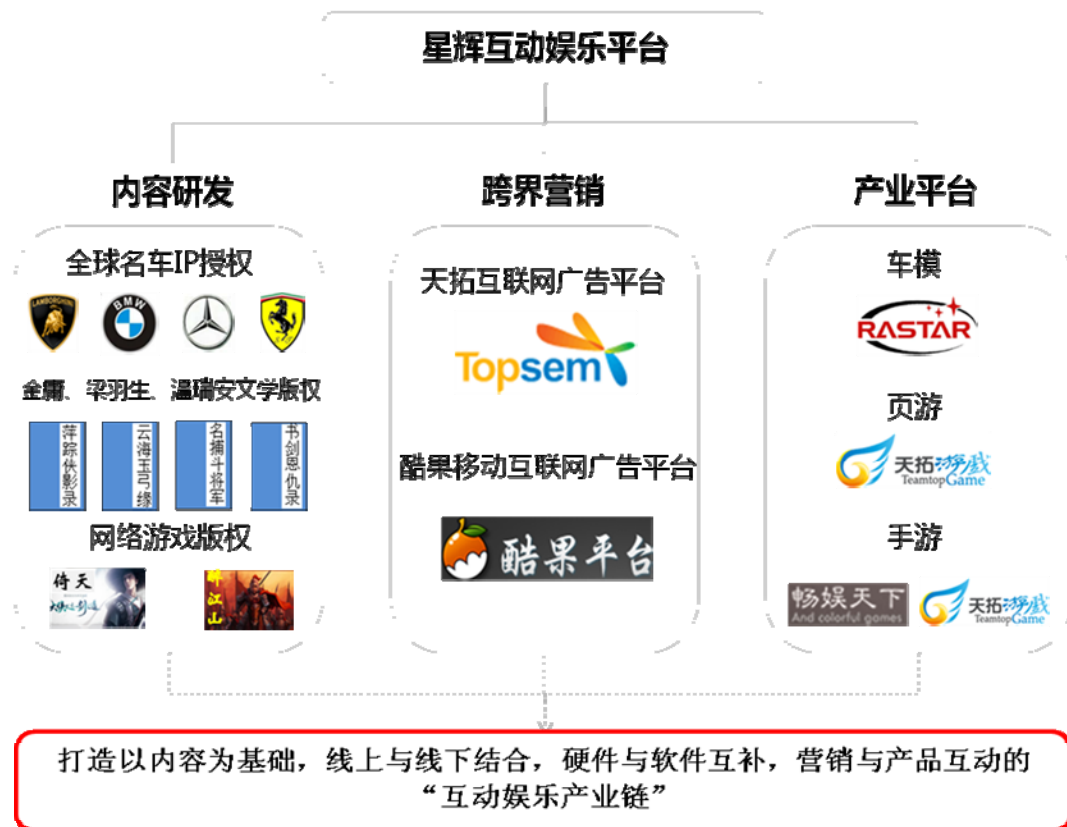 星辉互动娱乐平台
内容研发
跨界营销
产业平台
全球名车IP授权
LAMBORGHINI
BMW
金庸、梁羽生、温瑞安文学版权
萍踪侠影录
云海玉弓缘
名捕斗将军
书剑恩仇录
网络游戏版权
倚天
醉江山
天拓互联网广告平台
Topsem
酷果移动互联网广告平台
酷果平台
车模
RASTAR
页游
天拓游戲
TeamtopGame
手游
畅娱天下
And colorful games
天拓游戲
TeamtopGame
打造以内容为基础，线上与线下结合，硬件与软件互补，营销与产品互动的
“互动娱乐产业链”